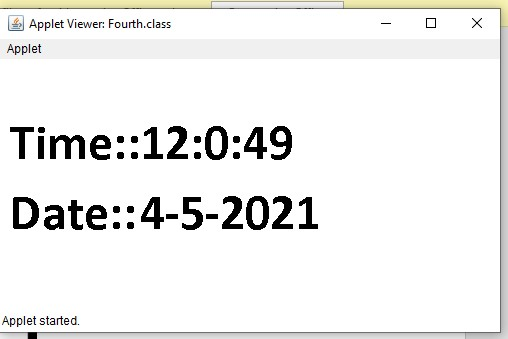 Applet Viewer: Fourth.class
Applet
Time::12:0:49
Date::4-5-2021
Applet started.